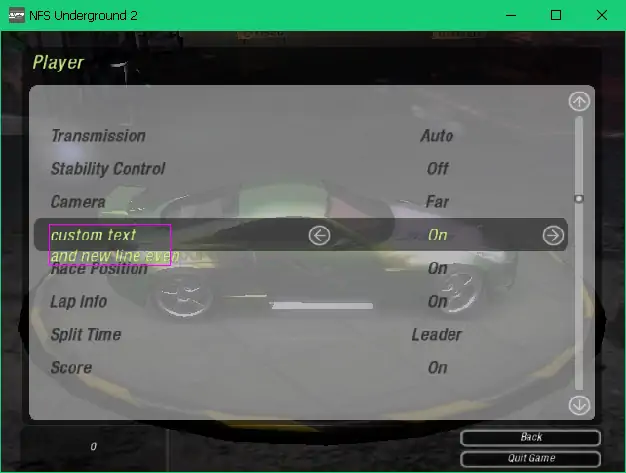 NFS Underground 2
Player
Transmission Auto
Stability Control Off
Camera Far
custom text On
and new line even
Race Position On
Lap Info On
Split Time Leader
Score On
0
Back
Quit Game